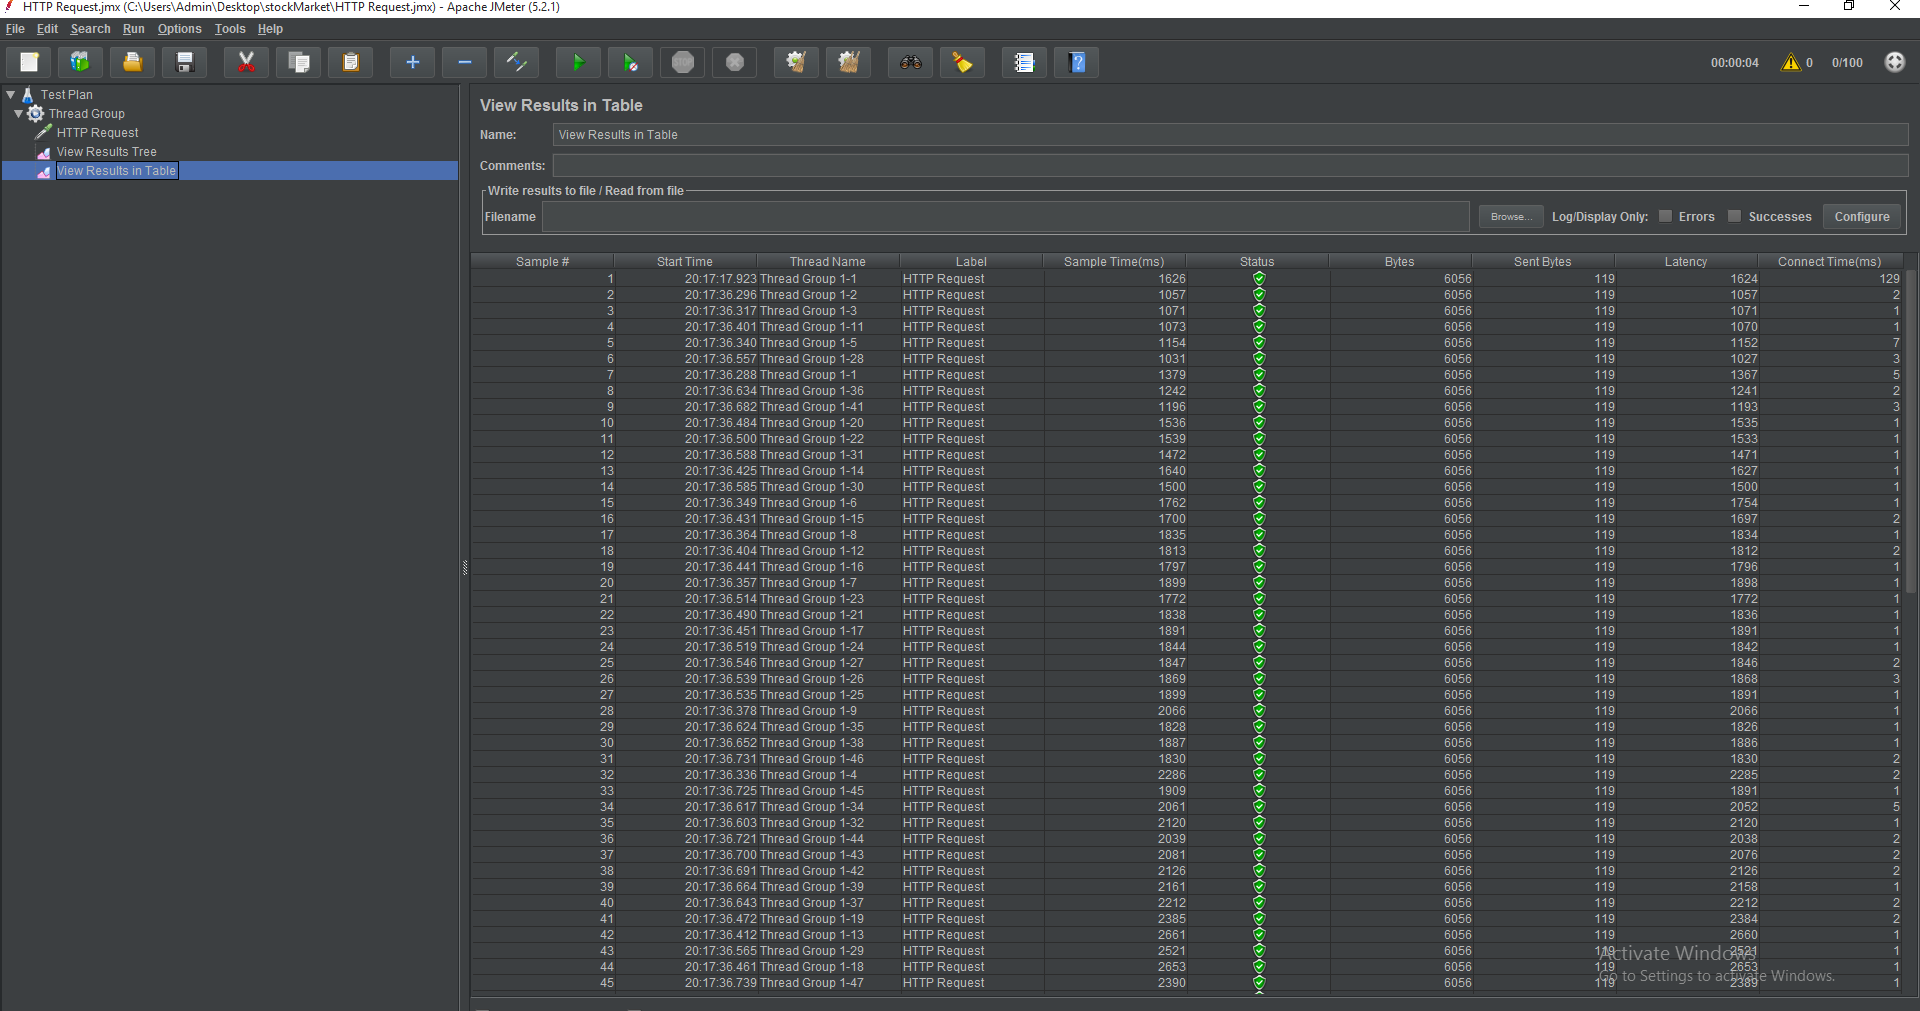 HTTP Request.jmx (C:\Users\Admin\Desktop\stockMarket\HTTP Request.jmx) - Apache JMeter (5.2.1)
File Edit Search Run Options Tools Help
STOP 00:00:04 0 0/100
Test Plan
Thread Group
HTTP Request
View Results Tree
View Results in Table
View Results in Table
Name: View Results in Table
Comments:
Write results to file / Read from file
Filename Browse... Log/Display Only: Errors Successes Configure
Sample # Start Time Thread Name Label Sample Time(ms) Status Bytes Sent Bytes Latency Connect Time(ms)
1 20:17:17.923 Thread Group 1-1 HTTP Request 1626 6056 119 1624 129
2 20:17:36.296 Thread Group 1-2 HTTP Request 1057 6056 119 1057 2
3 20:17:36.317 Thread Group 1-3 HTTP Request 1071 6056 119 1071 1
4 20:17:36.401 Thread Group 1-11 HTTP Request 1073 6056 119 1070 1
5 20:17:36.340 Thread Group 1-5 HTTP Request 1154 6056 119 1152 7
6 20:17:36.557 Thread Group 1-28 HTTP Request 1031 6056 119 1027 3
7 20:17:36.288 Thread Group 1-1 HTTP Request 1379 6056 119 1367 5
8 20:17:36.634 Thread Group 1-36 HTTP Request 1242 6056 119 1241 2
9 20:17:36.682 Thread Group 1-41 HTTP Request 1196 6056 119 1193 3
10 20:17:36.484 Thread Group 1-20 HTTP Request 1536 6056 119 1535 1
11 20:17:36.500 Thread Group 1-22 HTTP Request 1539 6056 119 1533 1
12 20:17:36.588 Thread Group 1-31 HTTP Request 1472 6056 119 1471 1
13 20:17:36.425 Thread Group 1-14 HTTP Request 1640 6056 119 1627 1
14 20:17:36.585 Thread Group 1-30 HTTP Request 1500 6056 119 1500 1
15 20:17:36.349 Thread Group 1-6 HTTP Request 1762 6056 119 1754 1
16 20:17:36.431 Thread Group 1-15 HTTP Request 1700 6056 119 1697 2
17 20:17:36.364 Thread Group 1-8 HTTP Request 1835 6056 119 1834 1
18 20:17:36.404 Thread Group 1-12 HTTP Request 1813 6056 119 1812 2
19 20:17:36.441 Thread Group 1-16 HTTP Request 1797 6056 119 1796 1
20 20:17:36.357 Thread Group 1-7 HTTP Request 1899 6056 119 1898 1
21 20:17:36.514 Thread Group 1-23 HTTP Request 1772 6056 119 1772 1
22 20:17:36.490 Thread Group 1-21 HTTP Request 1838 6056 119 1836 1
23 20:17:36.451 Thread Group 1-17 HTTP Request 1891 6056 119 1891 1
24 20:17:36.519 Thread Group 1-24 HTTP Request 1844 6056 119 1842 1
25 20:17:36.546 Thread Group 1-27 HTTP Request 1847 6056 119 1846 2
26 20:17:36.539 Thread Group 1-26 HTTP Request 1869 6056 119 1868 3
27 20:17:36.535 Thread Group 1-25 HTTP Request 1899 6056 119 1891 1
28 20:17:36.378 Thread Group 1-9 HTTP Request 2066 6056 119 2066 1
29 20:17:36.624 Thread Group 1-35 HTTP Request 1828 6056 119 1826 1
30 20:17:36.652 Thread Group 1-38 HTTP Request 1887 6056 119 1886 1
31 20:17:36.731 Thread Group 1-46 HTTP Request 1830 6056 119 1830 2
32 20:17:36.336 Thread Group 1-4 HTTP Request 2286 6056 119 2285 2
33 20:17:36.725 Thread Group 1-45 HTTP Request 1909 6056 119 1891 1
34 20:17:36.617 Thread Group 1-34 HTTP Request 2061 6056 119 2052 5
35 20:17:36.603 Thread Group 1-32 HTTP Request 2120 6056 119 2120 1
36 20:17:36.721 Thread Group 1-44 HTTP Request 2039 6056 119 2038 2
37 20:17:36.700 Thread Group 1-43 HTTP Request 2081 6056 119 2076 2
38 20:17:36.691 Thread Group 1-42 HTTP Request 2126 6056 119 2126 2
39 20:17:36.664 Thread Group 1-39 HTTP Request 2161 6056 119 2158 1
40 20:17:36.643 Thread Group 1-37 HTTP Request 2212 6056 119 2212 2
41 20:17:36.472 Thread Group 1-19 HTTP Request 2385 6056 119 2384 2
42 20:17:36.412 Thread Group 1-13 HTTP Request 2661 6056 119 2660 1
43 20:17:36.565 Thread Group 1-29 HTTP Request 2521 6056 119 2521 1
44 20:17:36.461 Thread Group 1-18 HTTP Request 2653 6056 119 2653 1
45 20:17:36.739 Thread Group 1-47 HTTP Request 2390 6056 119 2389 1
Activate Windows
Go to Settings to activate Windows.